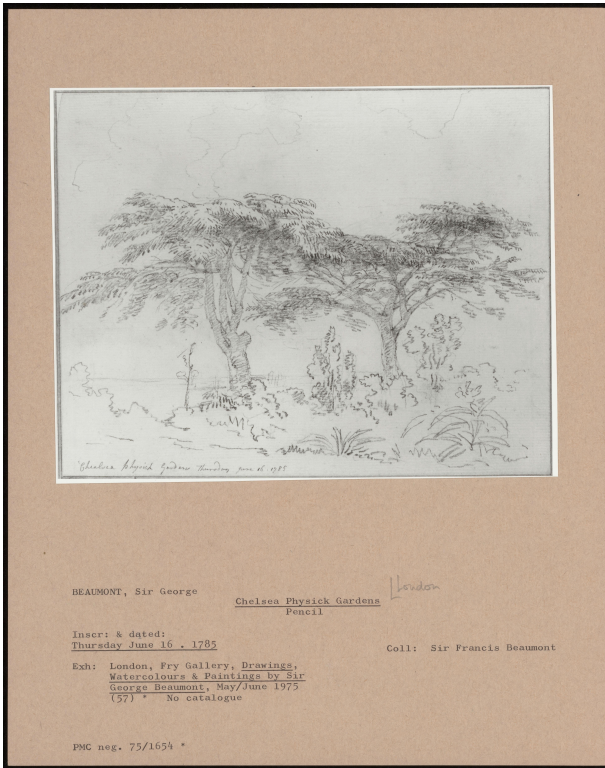 Chealsea Physick Gardens Thursday June 16 . 1785
BEAUMONT, Sir George
London
Chelsea Physick Gardens
Pencil
Inscr: & dated:
Thursday June 16 . 1785
Coll: Sir Francis Beaumont
Exh: London, Fry Gallery, Drawings,
Watercolours & Paintings by Sir
George Beaumont, May/June 1975
(57) * No catalogue
PMC neg. 75/1654 *